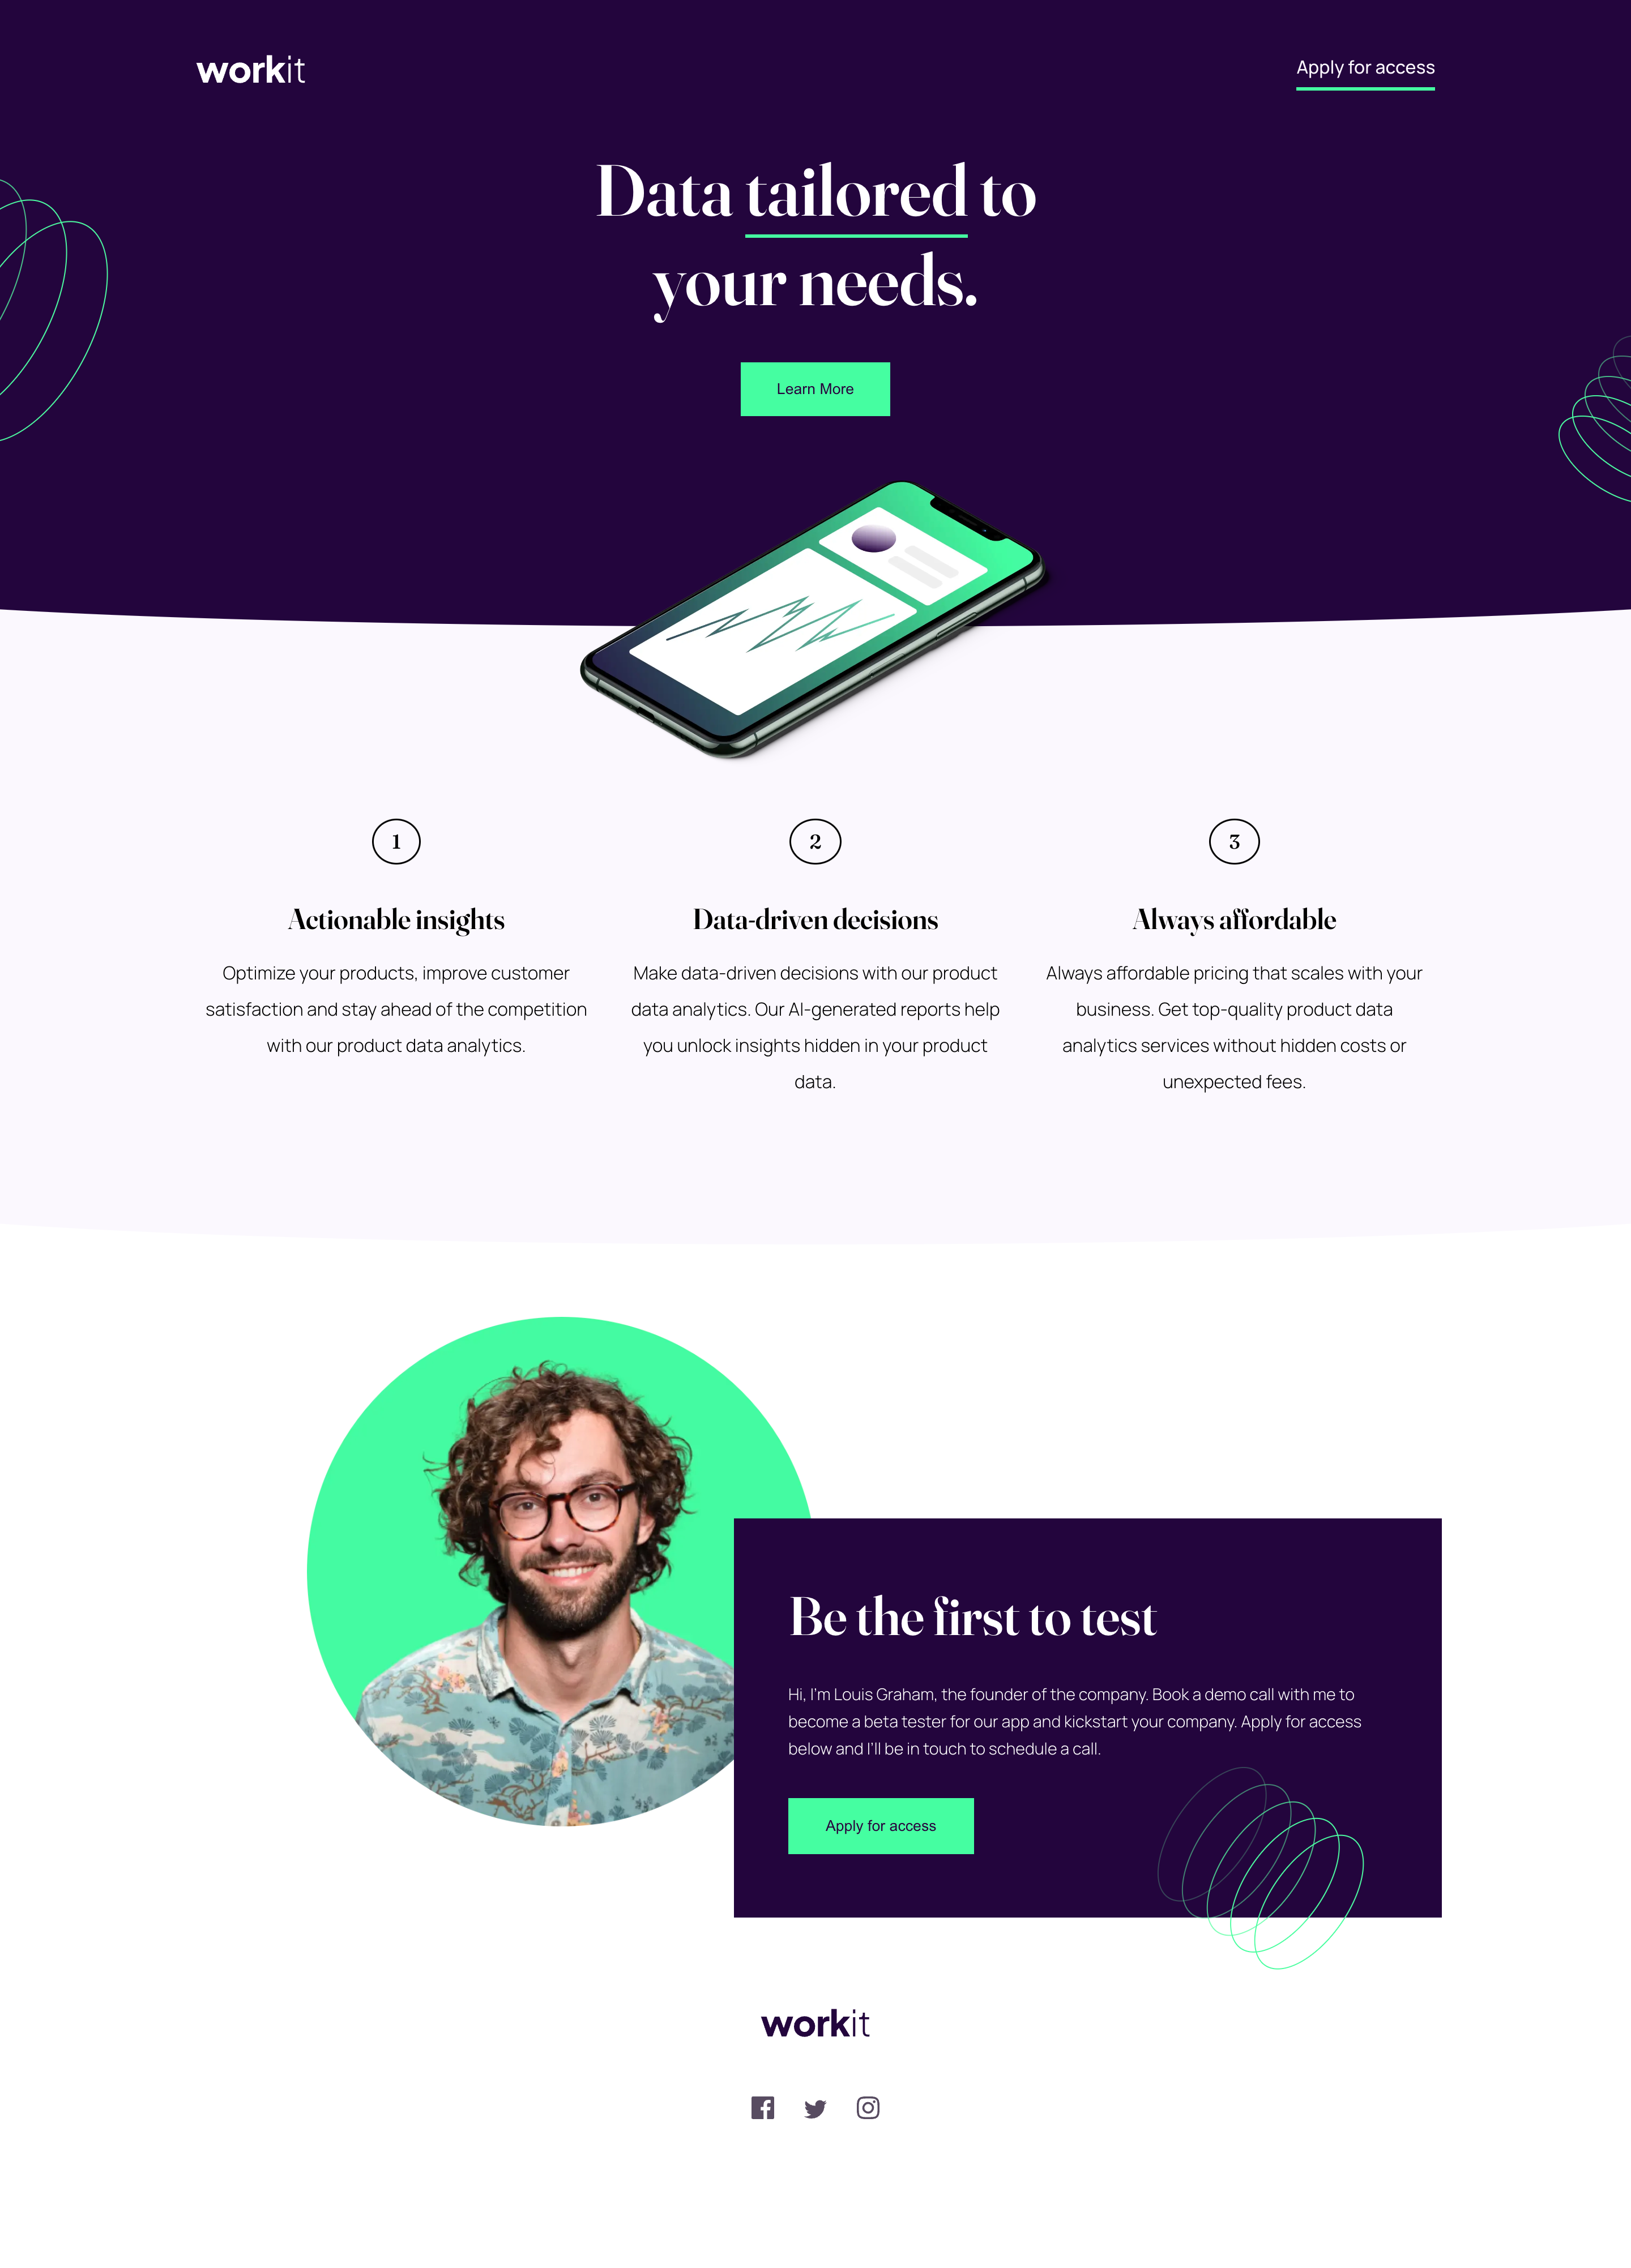 workit
Apply for access
Data tailored to
your needs.
Learn More
1
2
3
Actionable insights
Data-driven decisions
Always affordable
Optimize your products, improve customer
satisfaction and stay ahead of the competition
with our product data analytics.
Make data-driven decisions with our product
data analytics. Our AI-generated reports help
you unlock insights hidden in your product
data.
Always affordable pricing that scales with your
business. Get top-quality product data
analytics services without hidden costs or
unexpected fees.
Be the first to test
Hi, I'm Louis Graham, the founder of the company. Book a demo call with me to
become a beta tester for our app and kickstart your company. Apply for access
below and I'll be in touch to schedule a call.
Apply for access
workit